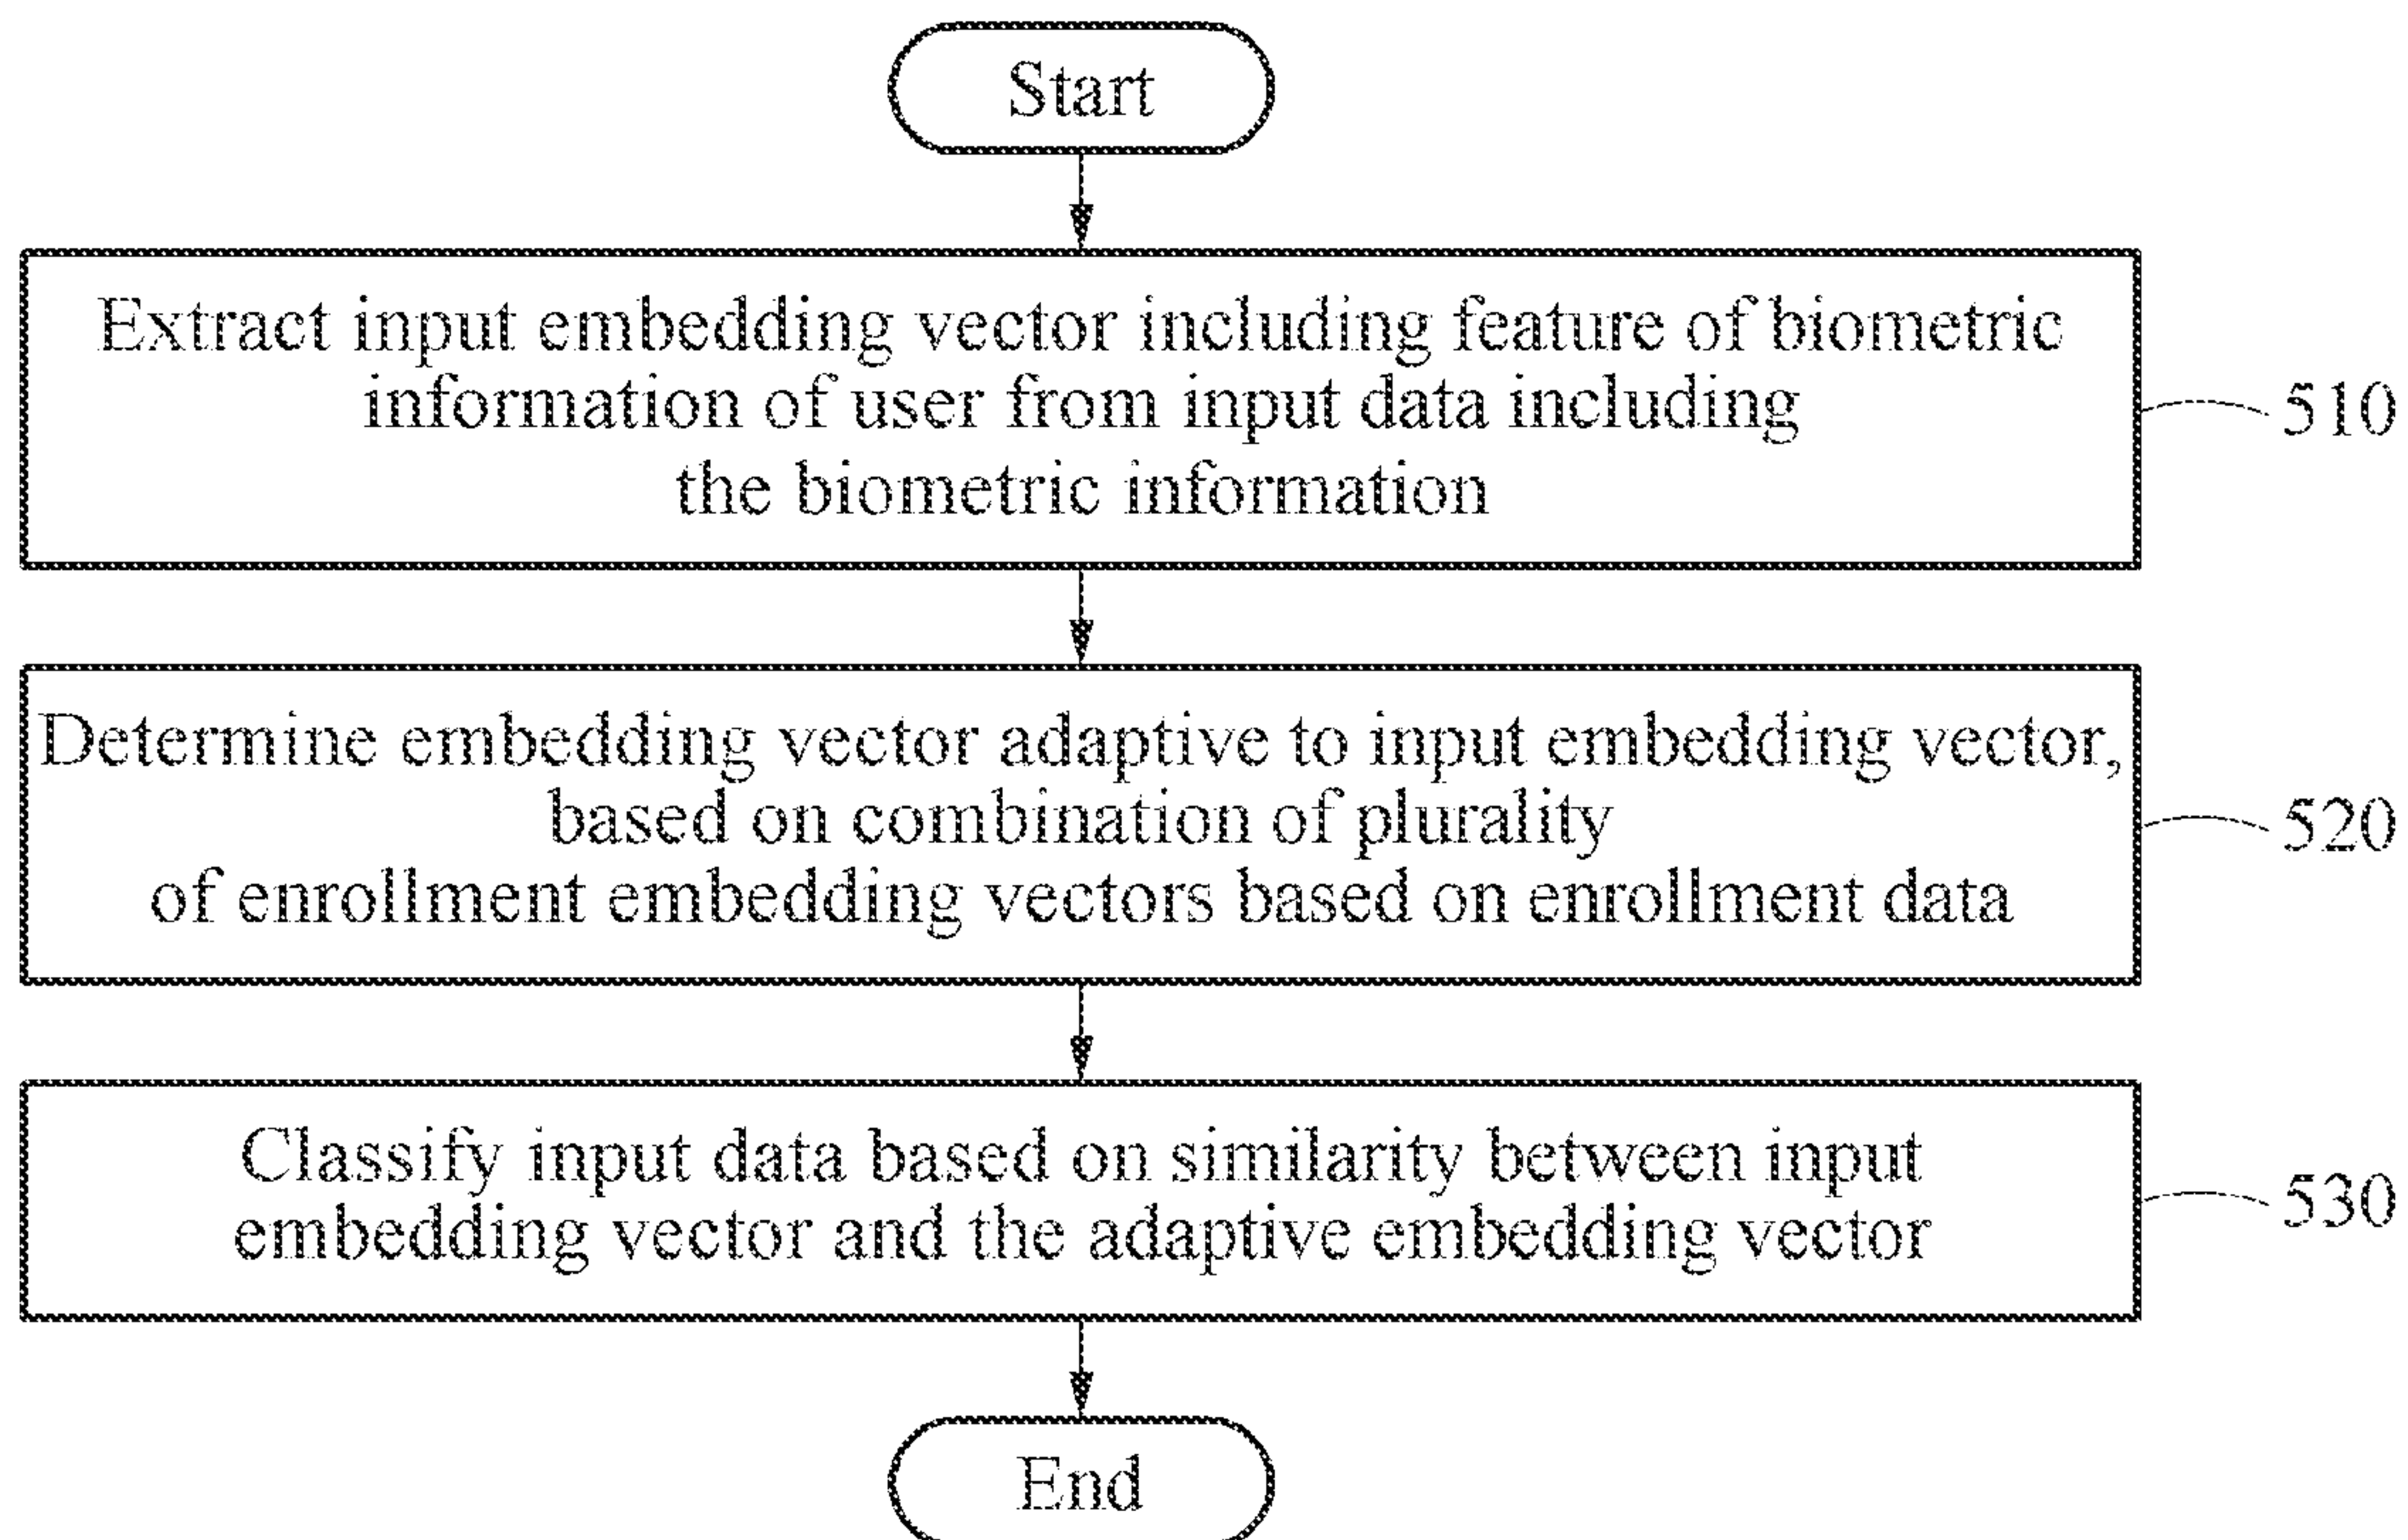 Start
Extract input embedding vector including feature of biometric
information of user from input data including
the biometric information
510
Determine embedding vector adaptive to input embedding vector,
based on combination of plurality
of enrollment embedding vectors based on enrollment data
520
Classify input data based on similarity between input
embedding vector and the adaptive embedding vector
530
End